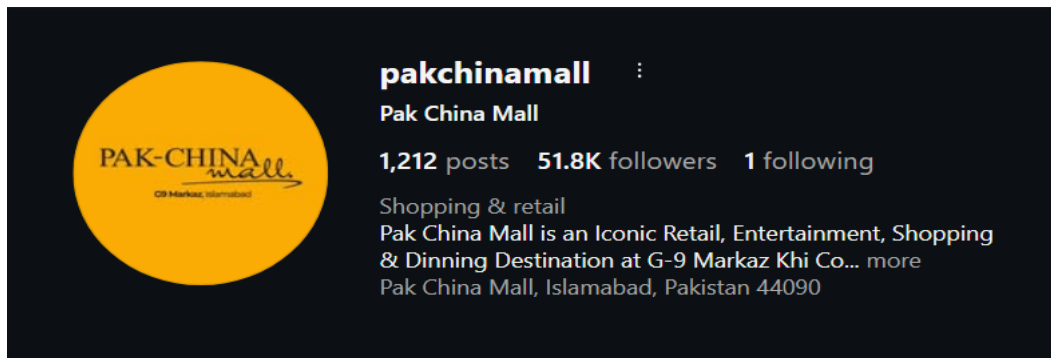 PAK-CHINA
mall.
G9 Markaz, Islamabad
pakchinamall
Pak China Mall
1,212 posts 51.8K followers 1 following
Shopping & retail
Pak China Mall is an Iconic Retail, Entertainment, Shopping
& Dinning Destination at G-9 Markaz Khi Co... more
Pak China Mall, Islamabad, Pakistan 44090